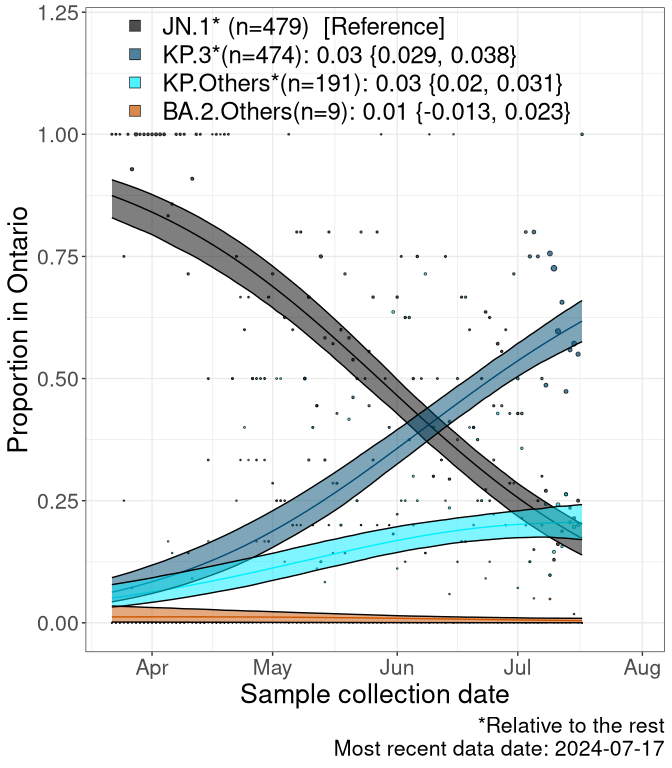 JN.1* (n=479)  [Reference]
KP.3*(n=474): 0.03 {0.029, 0.038}
KP.Others*(n=191): 0.03 {0.02, 0.031}
BA.2.Others(n=9): 0.01 {-0.013, 0.023}
Proportion in Ontario
1.25
1.00
0.75
0.50
0.25
0.00
Apr May Jun Jul Aug
Sample collection date
*Relative to the rest
Most recent data date: 2024-07-17